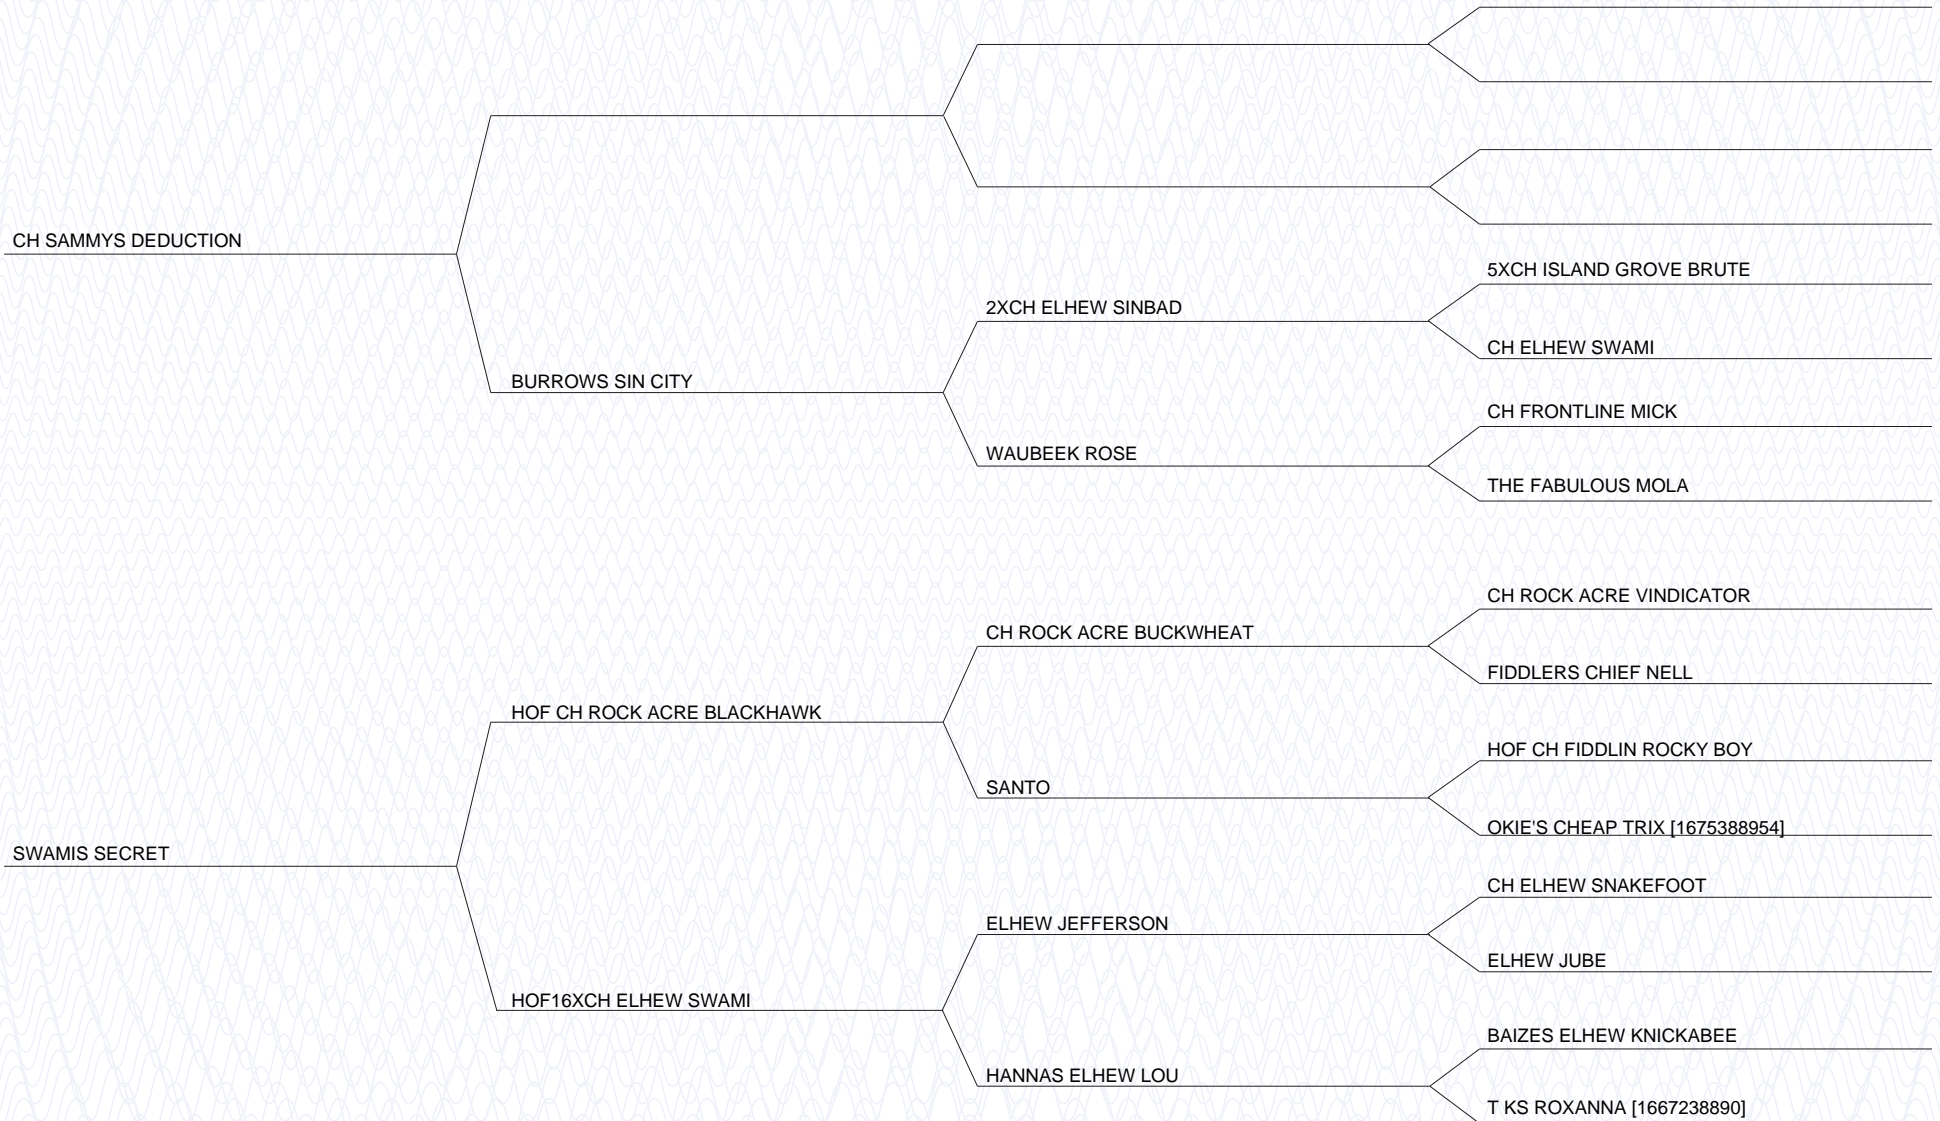 CH SAMMYS DEDUCTION
BURROWS SIN CITY
2XCH ELHEW SINBAD
5XCH ISLAND GROVE BRUTE
CH ELHEW SWAMI
WAUBEEK ROSE
CH FRONTLINE MICK
THE FABULOUS MOLA
SWAMIS SECRET
HOF CH ROCK ACRE BLACKHAWK
CH ROCK ACRE BUCKWHEAT
CH ROCK ACRE VINDICATOR
FIDDLERS CHIEF NELL
SANTO
HOF CH FIDDLIN ROCKY BOY
OKIE'S CHEAP TRIX [1675388954]
HOF16XCH ELHEW SWAMI
ELHEW JEFFERSON
CH ELHEW SNAKEFOOT
ELHEW JUBE
HANNAS ELHEW LOU
BAIZES ELHEW KNICKABEE
T KS ROXANNA [1667238890]